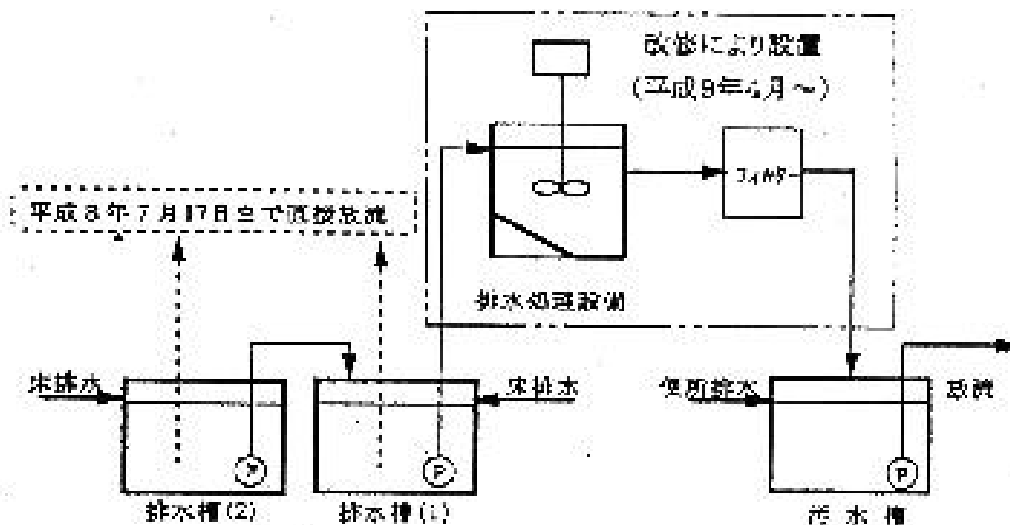 改修により設置
(平成9年4月～)
フィルター
平成8年7月17日まで直接放流
排水処理設備
床排水
床排水
便所排水
放流
P
P
P
排水槽(2)
排水槽(1)
汚水槽